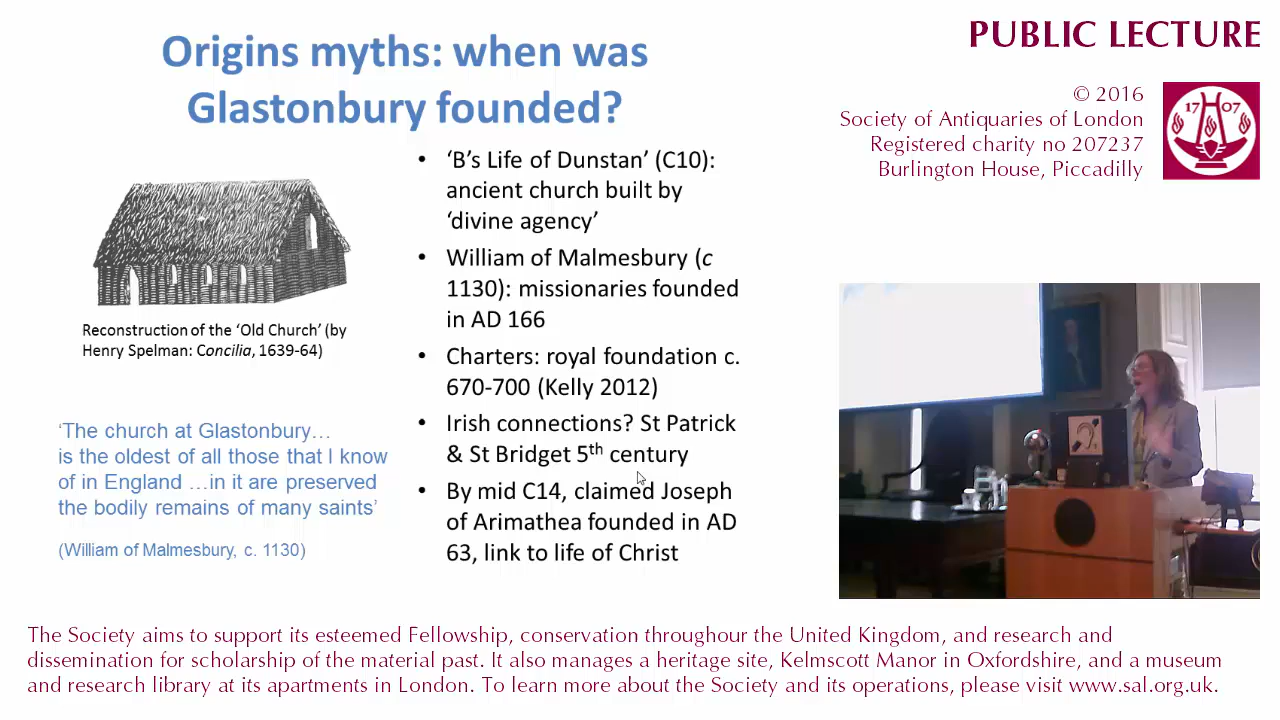 Origins myths: when was
Glastonbury founded?
Reconstruction of the ‘Old Church’ (by
Henry Spelman: Concilia, 1639-64)
‘The church at Glastonbury…
is the oldest of all those that I know
of in England …in it are preserved
the bodily remains of many saints’
(William of Malmesbury, c. 1130)
• ‘B’s Life of Dunstan’ (C10):
ancient church built by
‘divine agency’
• William of Malmesbury (c
1130): missionaries founded
in AD 166
• Charters: royal foundation c.
670-700 (Kelly 2012)
• Irish connections? St Patrick
& St Bridget 5th century
• By mid C14, claimed Joseph
of Arimathea founded in AD
63, link to life of Christ
PUBLIC LECTURE
© 2016
Society of Antiquaries of London
Registered charity no 207237
Burlington House, Piccadilly
17 07
The Society aims to support its esteemed Fellowship, conservation throughour the United Kingdom, and research and
dissemination for scholarship of the material past. It also manages a heritage site, Kelmscott Manor in Oxfordshire, and a museum
and research library at its apartments in London. To learn more about the Society and its operations, please visit www.sal.org.uk.